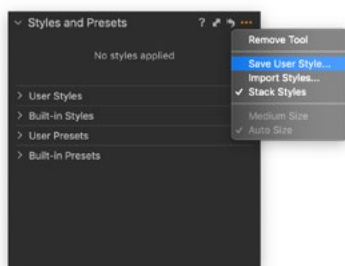 Styles and Presets
No styles applied
User Styles
Built-in Styles
User Presets
Built-in Presets
Remove Tool
Save User Style...
Import Styles...
Stack Styles
Medium Size
Auto Size